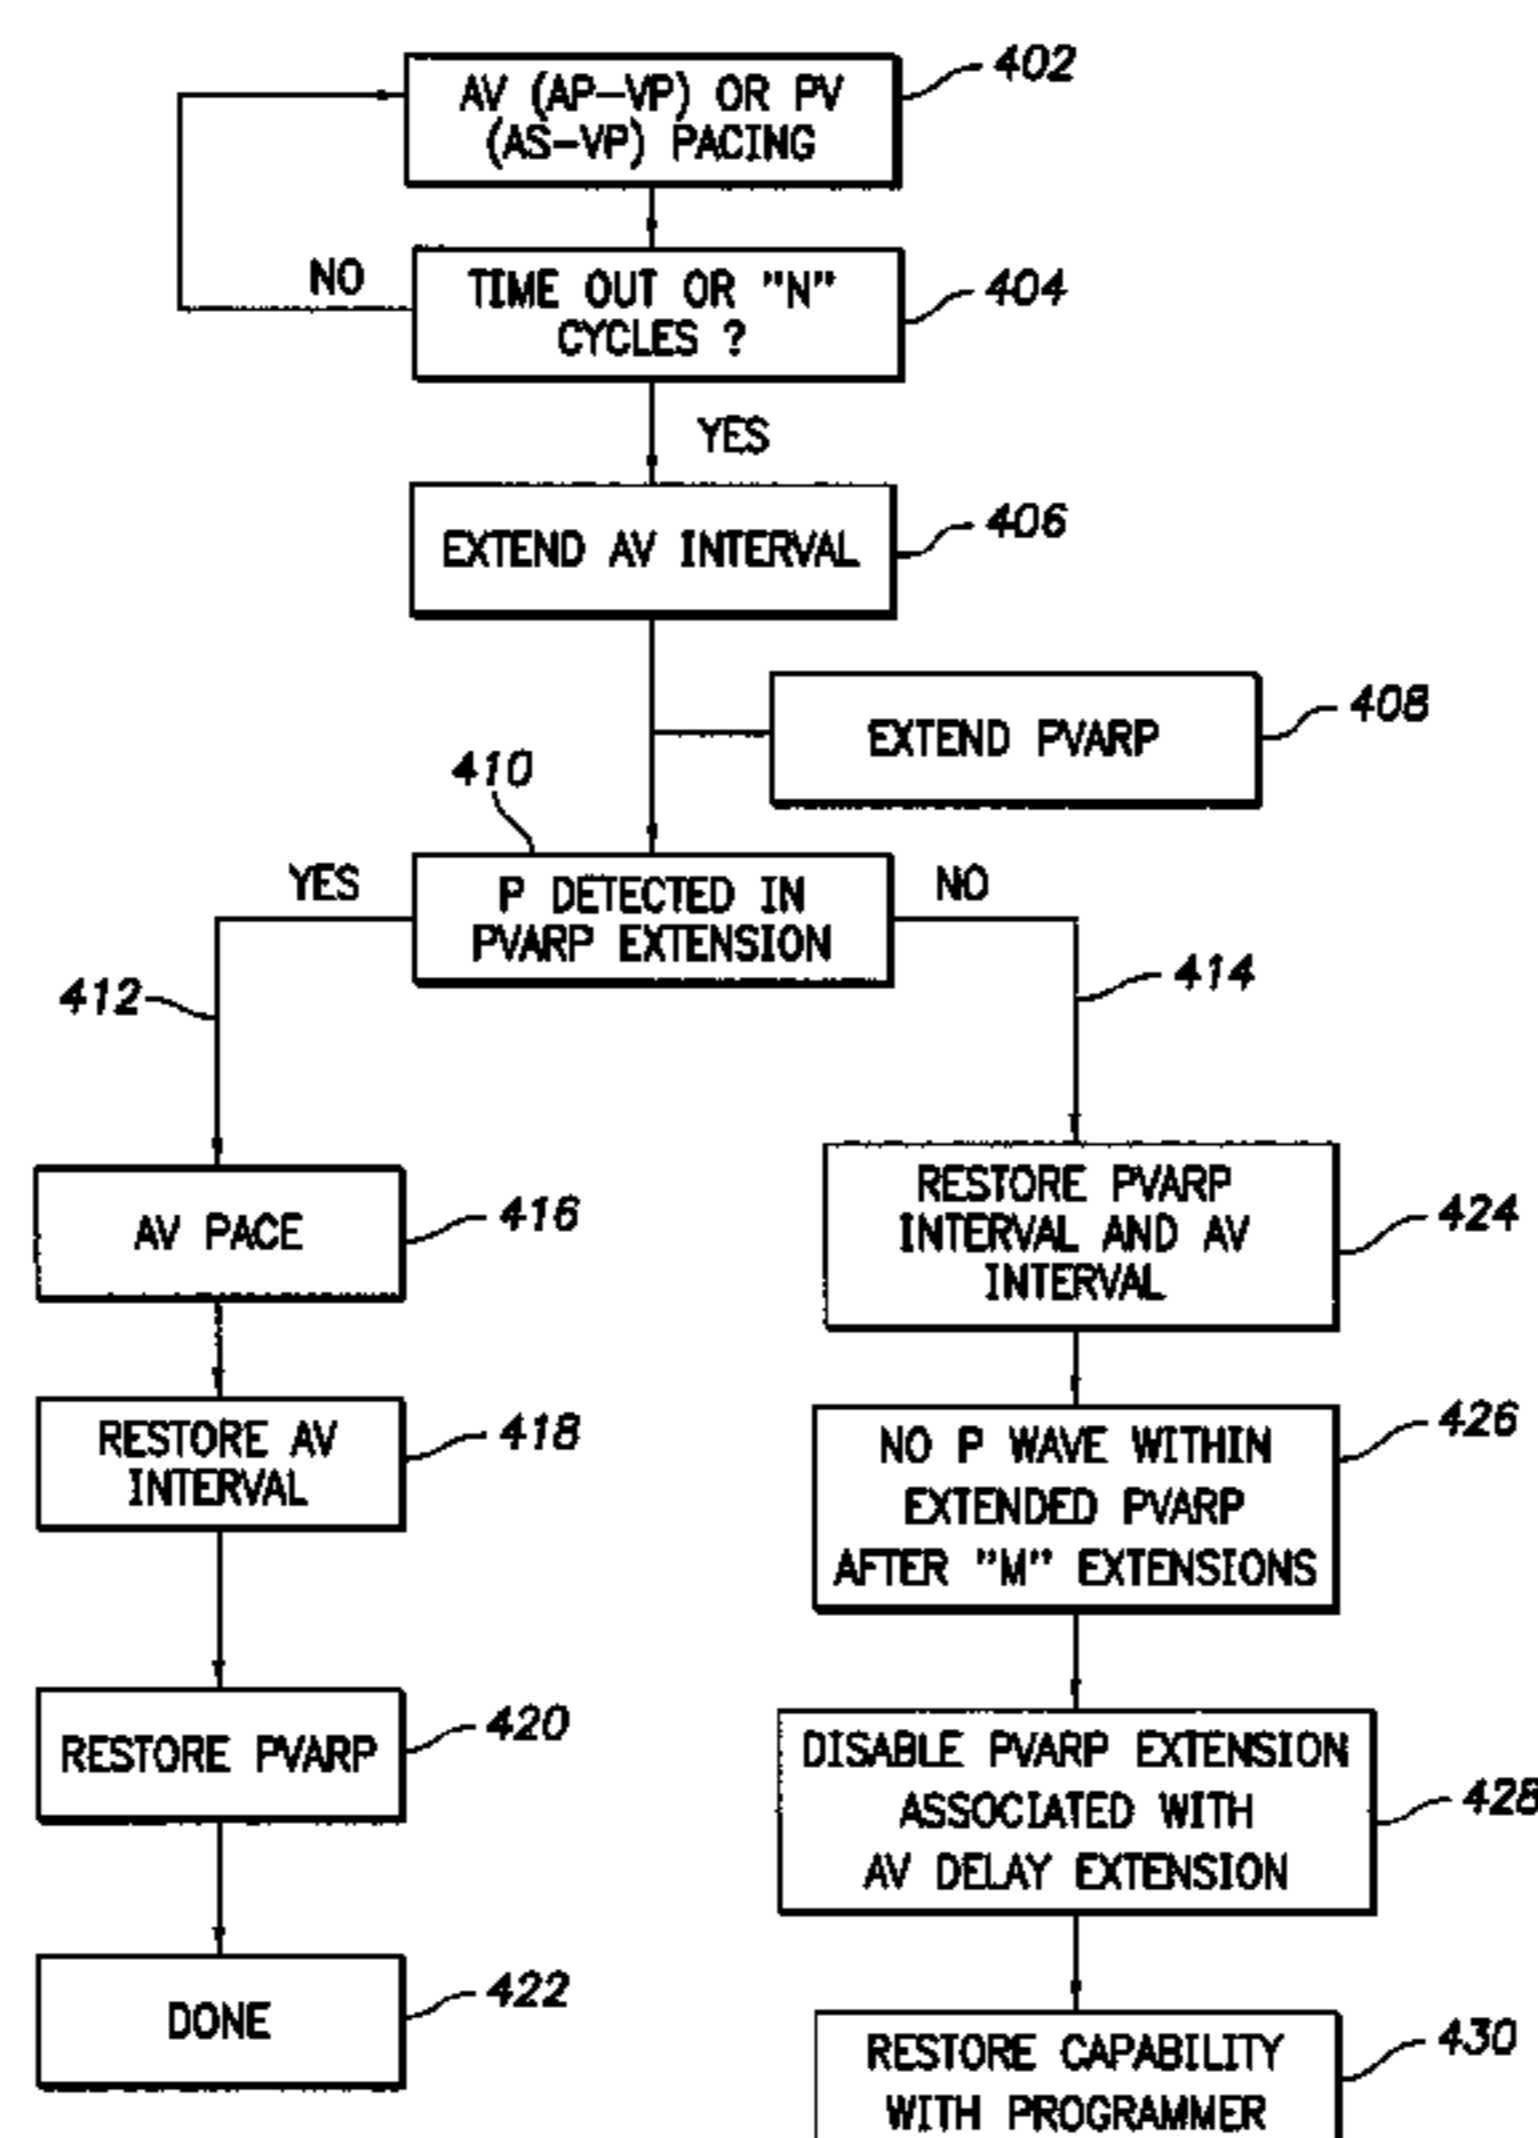 402
AV (AP-VP) OR PV
(AS-VP) PACING
NO
TIME OUT OR "N"
CYCLES ?
404
YES
EXTEND AV INTERVAL
406
EXTEND PVARP
408
410
YES
P DETECTED IN
PVARP EXTENSION
NO
412
414
AV PACE
416
RESTORE PVARP
INTERVAL AND AV
INTERVAL
424
RESTORE AV
INTERVAL
418
NO P WAVE WITHIN
EXTENDED PVARP
AFTER "M" EXTENSIONS
426
RESTORE PVARP
420
DISABLE PVARP EXTENSION
ASSOCIATED WITH
AV DELAY EXTENSION
428
DONE
422
RESTORE CAPABILITY
WITH PROGRAMMER
430